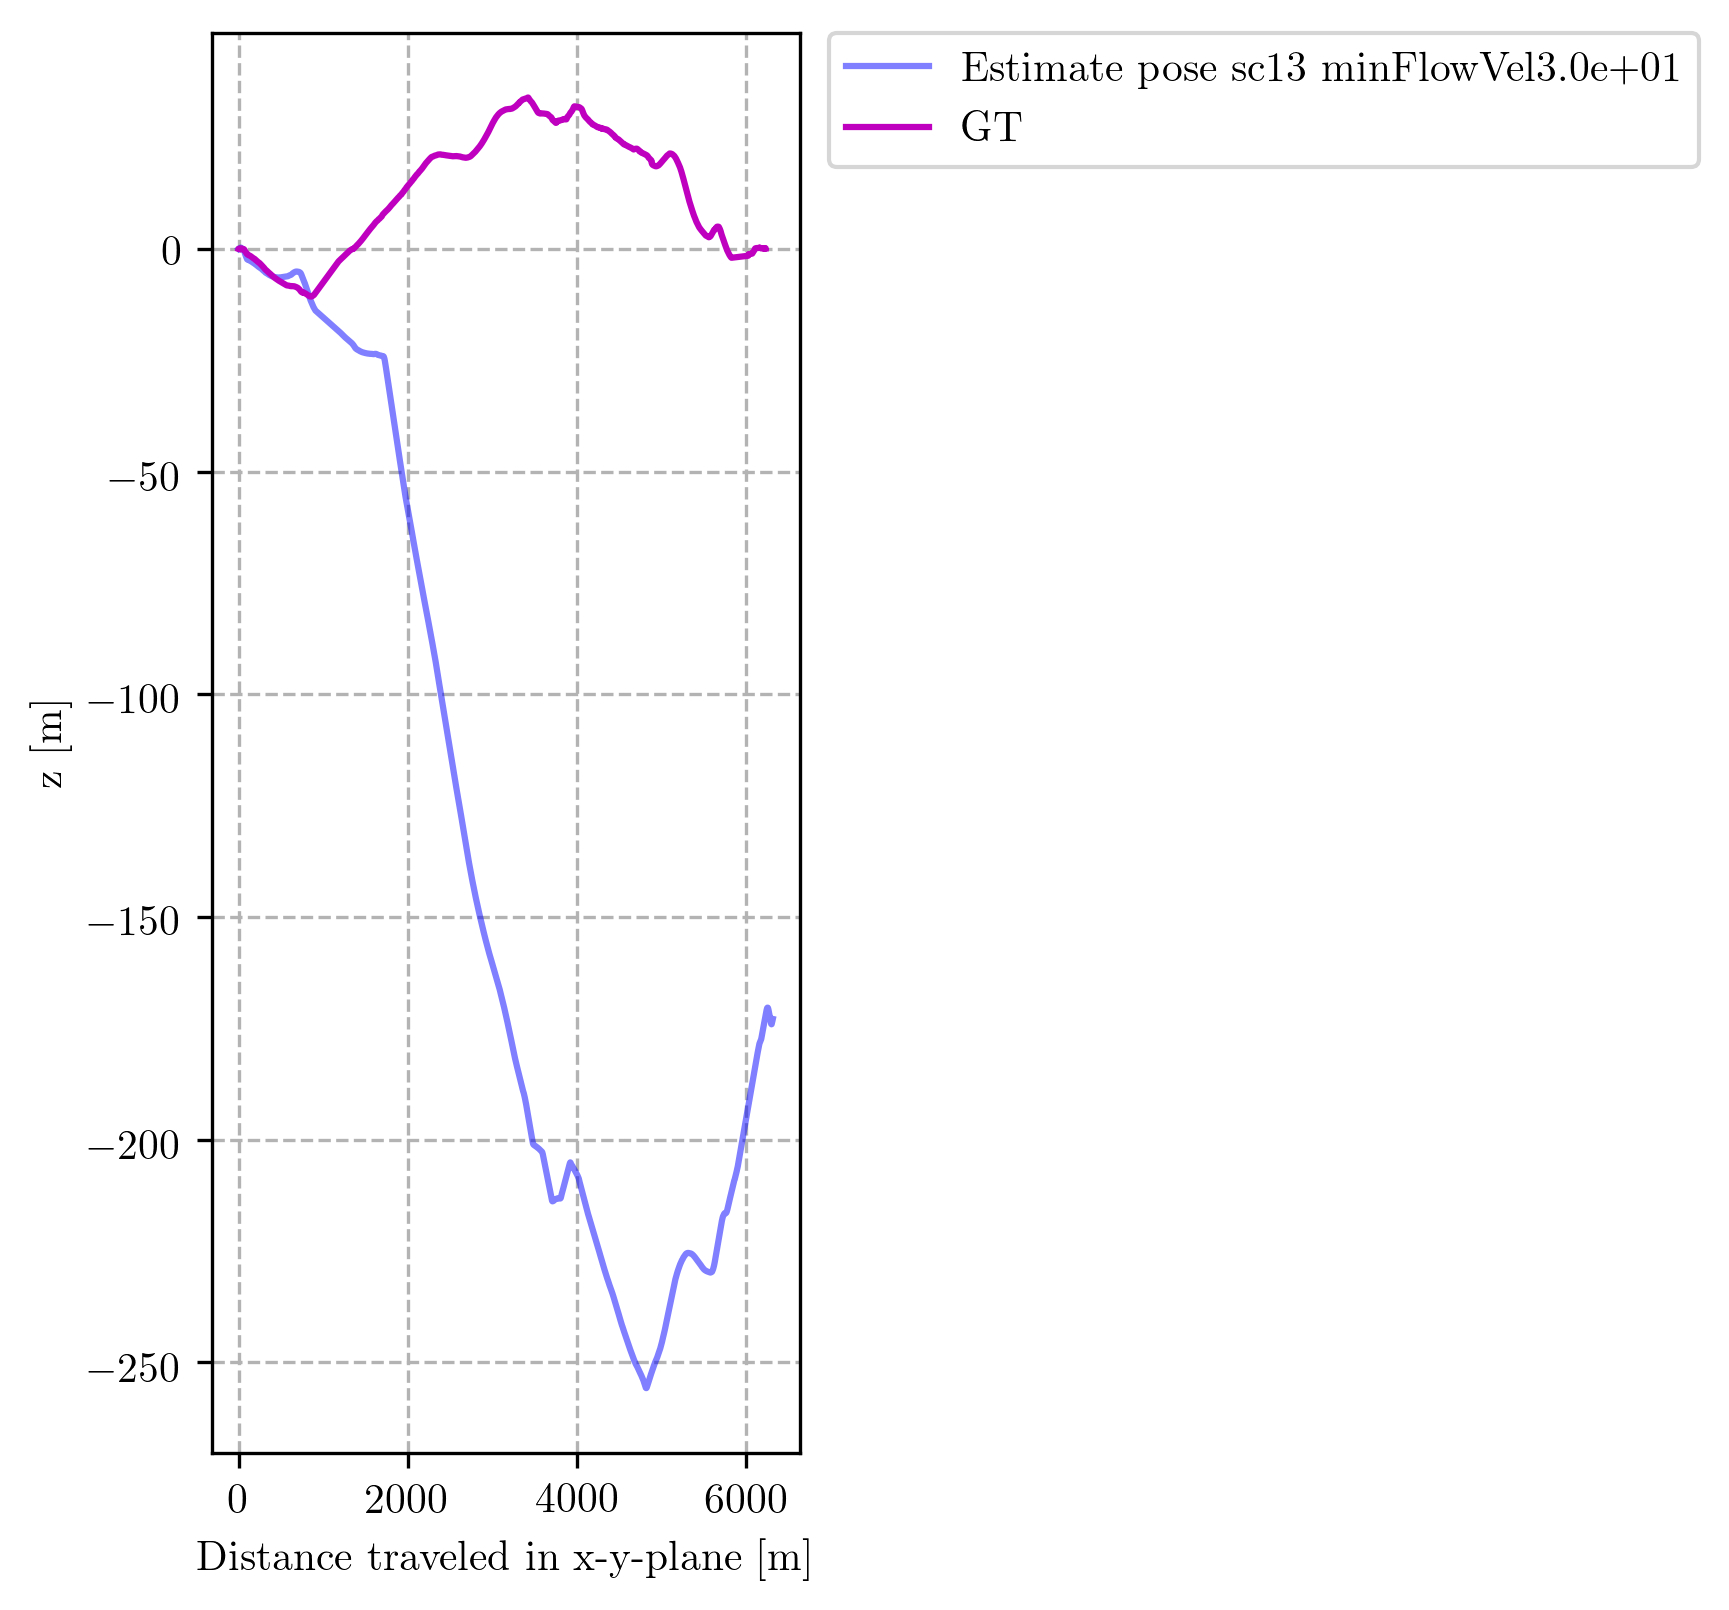 Estimate pose sc13 minFlowVel3.0e+01
GT
0
−50
−100
−150
−200
−250
z [m]
0 2000 4000 6000
Distance traveled in x-y-plane [m]